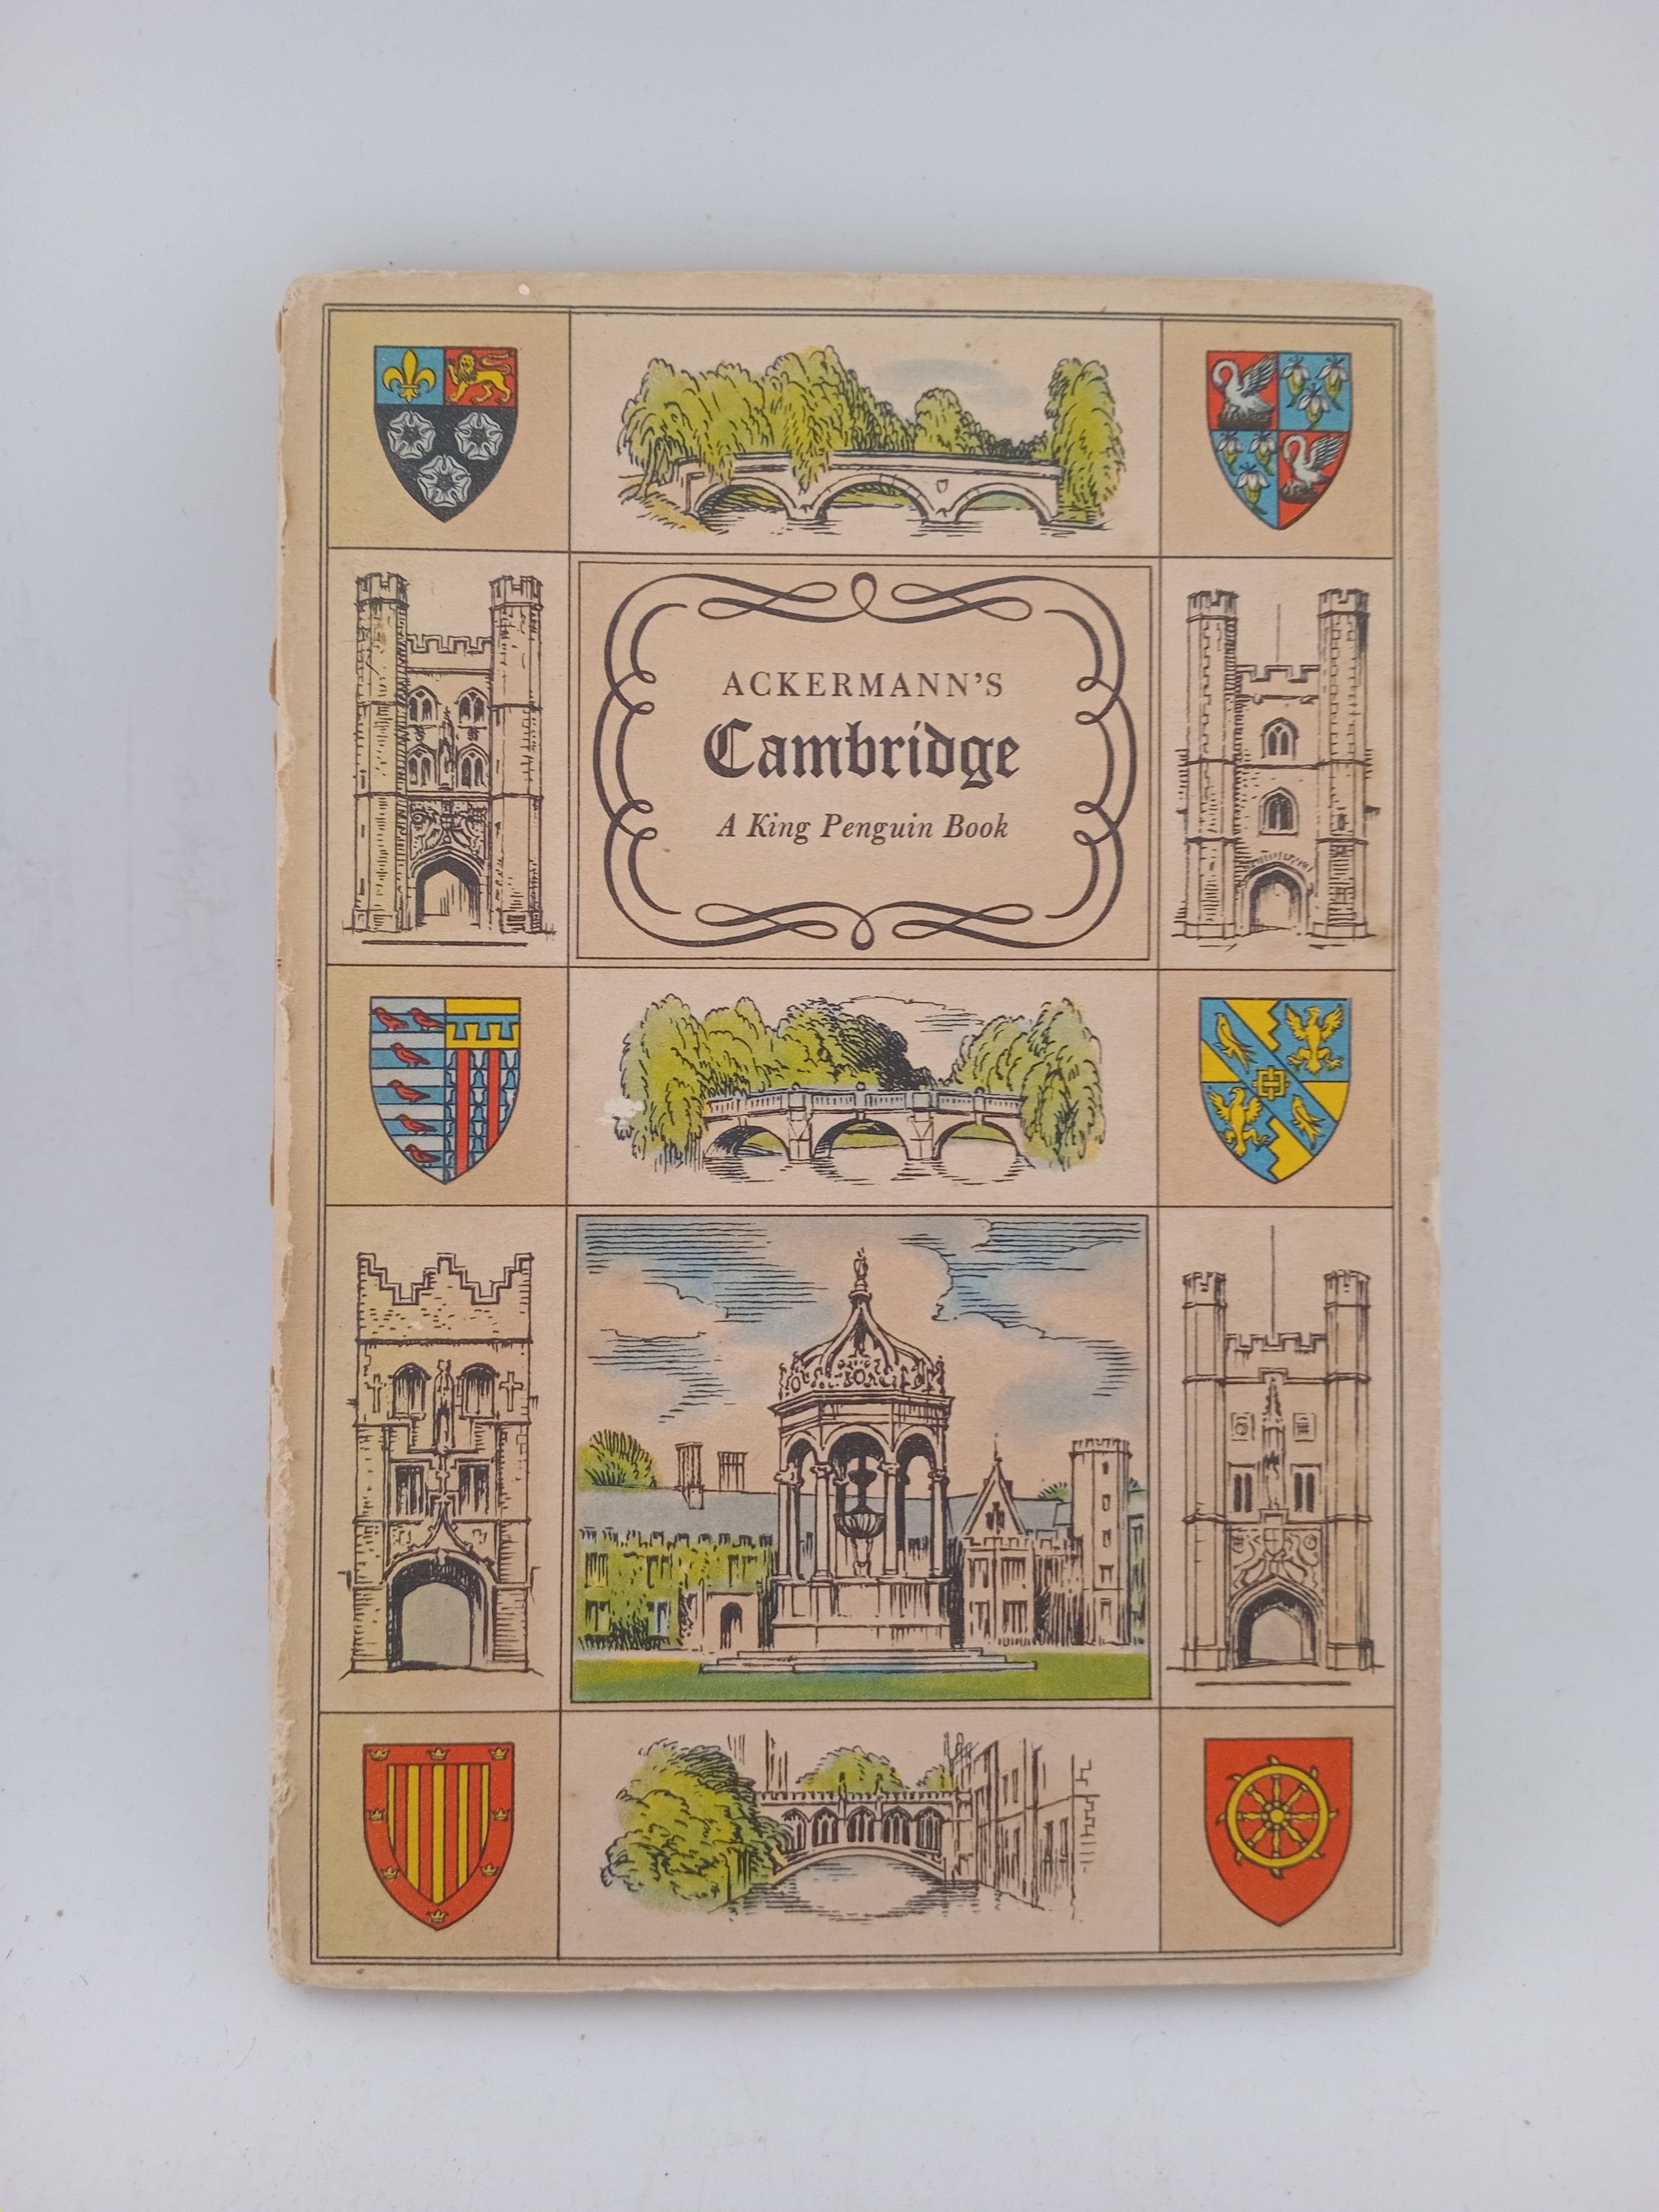 ACKERMANN'S
Cambridge
A King Penguin Book